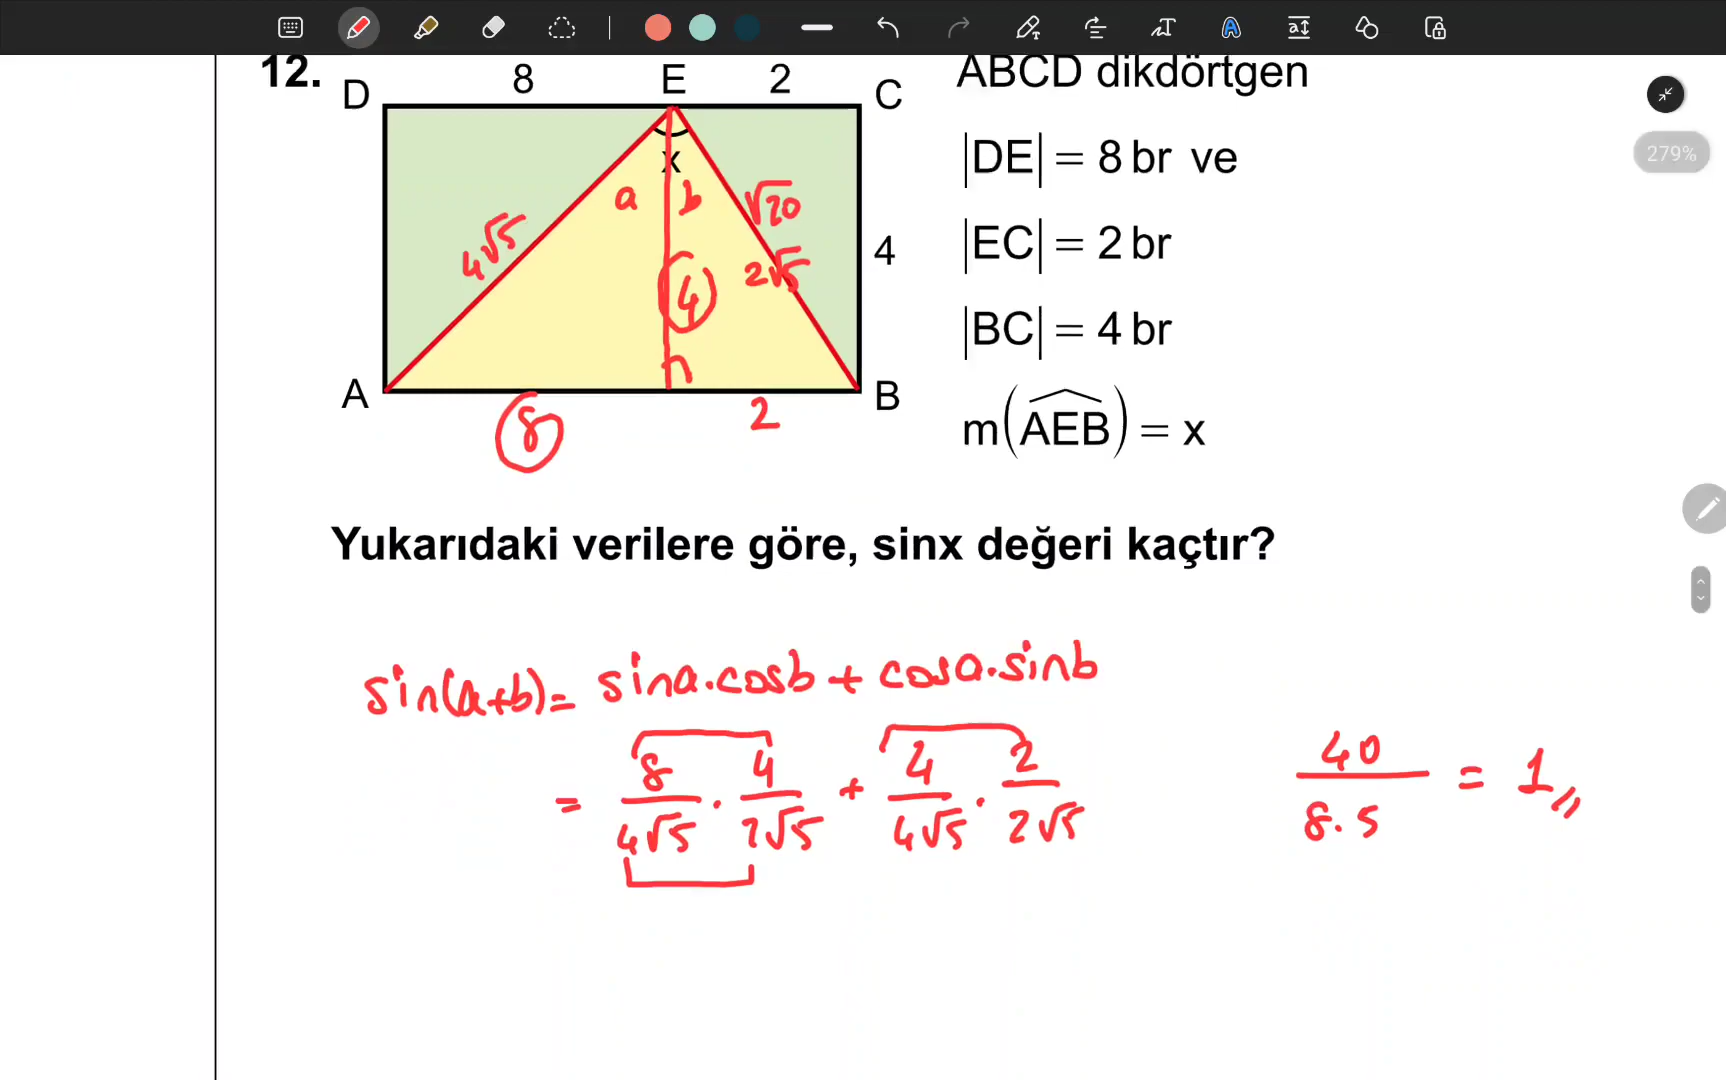 279%
12. D 8 E 2 C ABCD dikdörtgen
|DE| = 8 br ve
x
a b √20
4√5 |EC| = 2 br
4
4 2√5
|BC| = 4 br
A B
8 2 m(AEB) = x
Yukarıdaki verilere göre, sinx değeri kaçtır?
sin(a+b)= sina.cosb + cosa.sinb
= 8/4√5 . 4/2√5 + 4/4√5 . 2/2√5 40/8.5 = 1,,